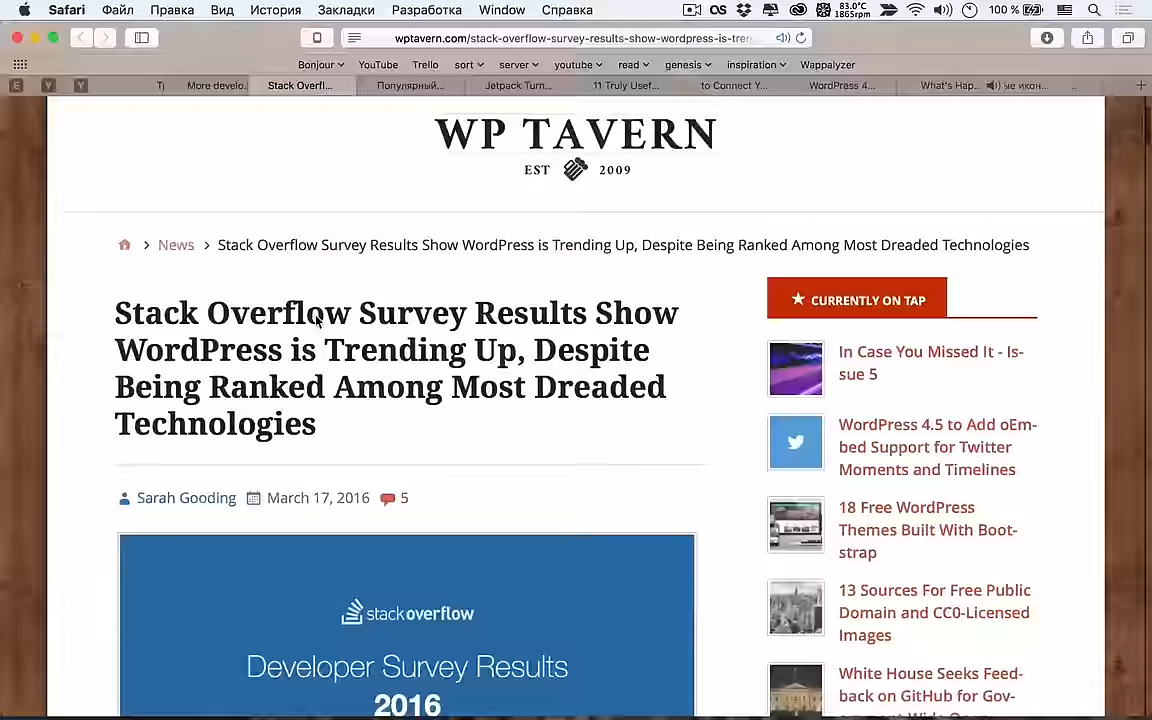 Safari Файл Правка Вид История Закладки Разработка Window Справка OS 83.0°C 1865rpm 100 %
wptavern.com/stack-overflow-survey-results-show-wordpress-is-tren
Bonjour YouTube Trello sort server youtube read genesis inspiration Wappalyzer
E Y Y More develo... Stack Overfl... Популярный... Jetpack Turn... 11 Truly Usef... to Connect Y... WordPress 4... What's Hap... ые икон...
WP TAVERN
EST 2009
News Stack Overflow Survey Results Show WordPress is Trending Up, Despite Being Ranked Among Most Dreaded Technologies
Stack Overflow Survey Results Show
WordPress is Trending Up, Despite
Being Ranked Among Most Dreaded
Technologies
Sarah Gooding March 17, 2016 5
stackoverflow
Developer Survey Results
2016
★ CURRENTLY ON TAP
In Case You Missed It - Is-
sue 5
WordPress 4.5 to Add oEm-
bed Support for Twitter
Moments and Timelines
18 Free WordPress
Themes Built With Boot-
strap
13 Sources For Free Public
Domain and CC0-Licensed
Images
White House Seeks Feed-
back on GitHub for Gov-